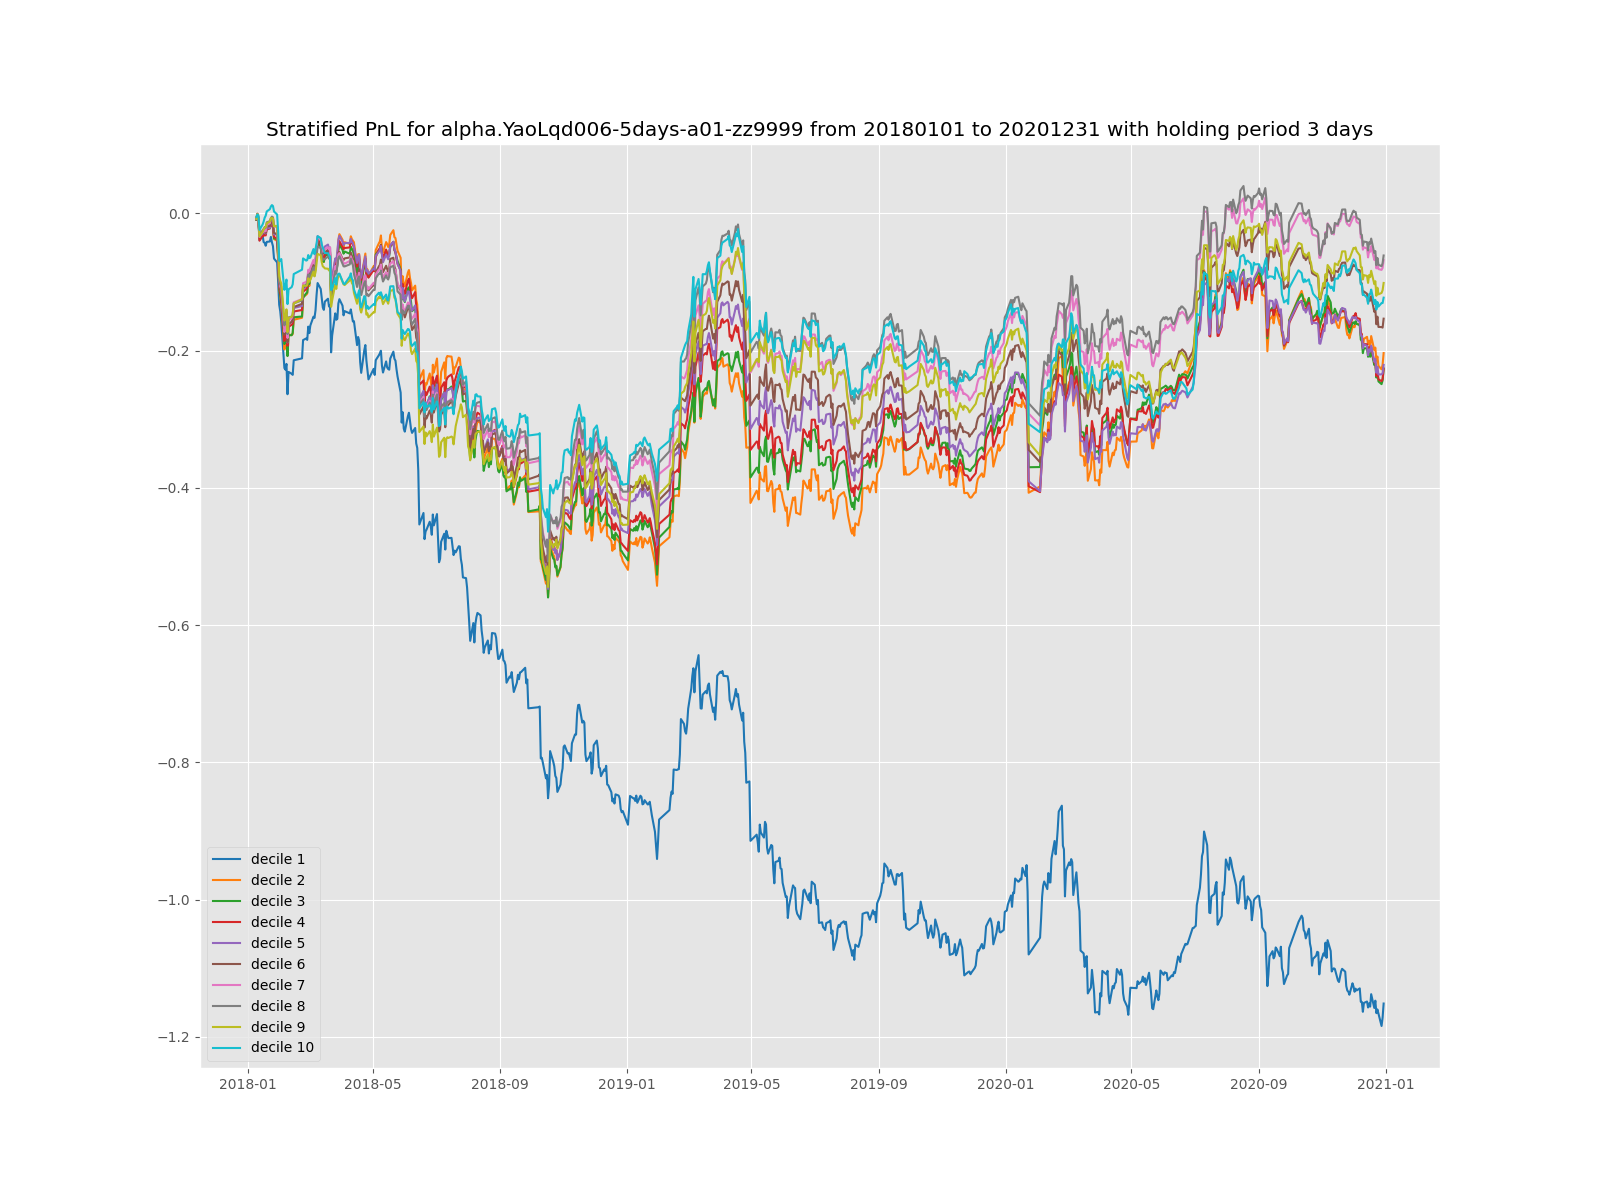 Stratified PnL for alpha.YaoLqd006-5days-a01-zz9999 from 20180101 to 20201231 with holding period 3 days
0.0
−0.2
−0.4
−0.6
−0.8
−1.0
−1.2
decile 1
decile 2
decile 3
decile 4
decile 5
decile 6
decile 7
decile 8
decile 9
decile 10
2018-01 2018-05 2018-09 2019-01 2019-05 2019-09 2020-01 2020-05 2020-09 2021-01